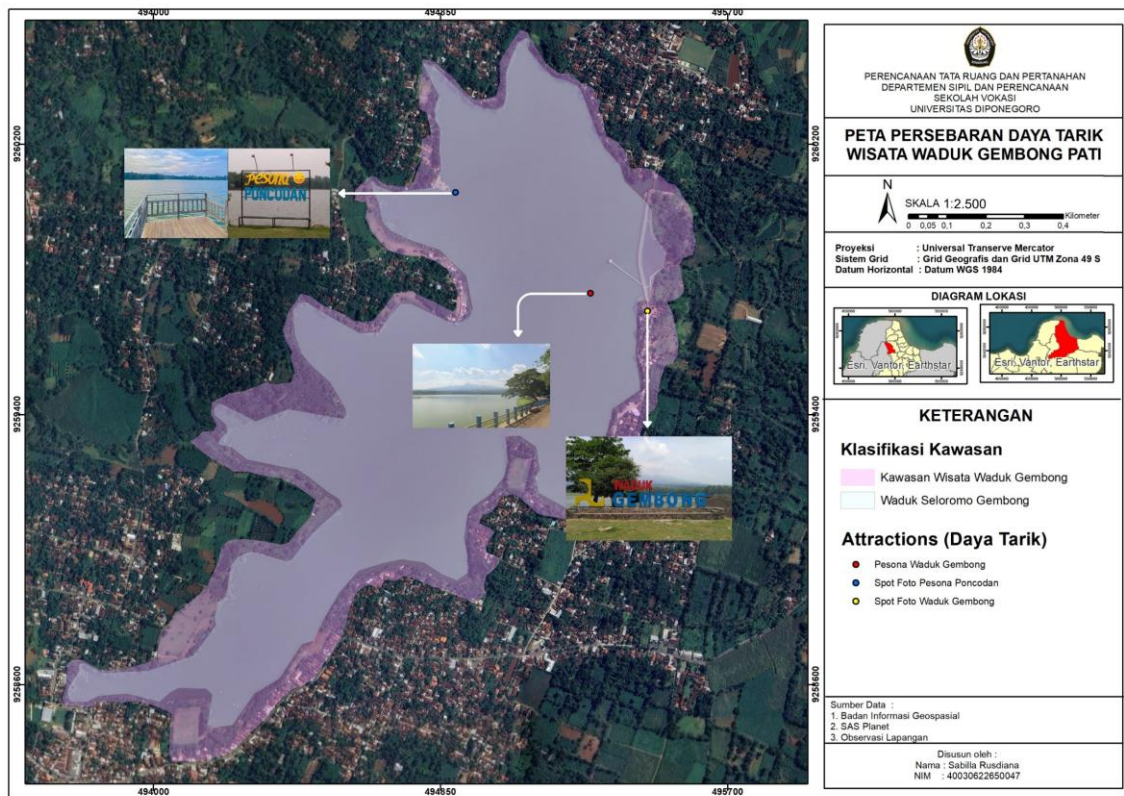 494000
494850
495700
9260200
9259400
9258600
Pesona
PONCODAN
WADUK
GEMBONG
9260200
9259400
9258600
494000
494850
495700
PERENCANAAN TATA RUANG DAN PERTANAHAN
DEPARTEMEN SIPIL DAN PERENCANAAN
SEKOLAH VOKASI
UNIVERSITAS DIPONEGORO
PETA PERSEBARAN DAYA TARIK
WISATA WADUK GEMBONG PATI
N
SKALA 1:2.500
0 0,05 0,1 0,2 0,3 0,4
Kilometer
Proyeksi : Universal Transerve Mercator
Sistem Grid : Grid Geografis dan Grid UTM Zona 49 S
Datum Horizontal : Datum WGS 1984
DIAGRAM LOKASI
Esri, Vantor, Earthstar
Esri, Vantor, Earthstar
KETERANGAN
Klasifikasi Kawasan
Kawasan Wisata Waduk Gembong
Waduk Seloromo Gembong
Attractions (Daya Tarik)
Pesona Waduk Gembong
Spot Foto Pesona Poncodan
Spot Foto Waduk Gembong
Sumber Data :
1. Badan Informasi Geospasial
2. SAS Planet
3. Observasi Lapangan
Disusun oleh :
Nama : Sabilla Rusdiana
NIM : 40030622650047